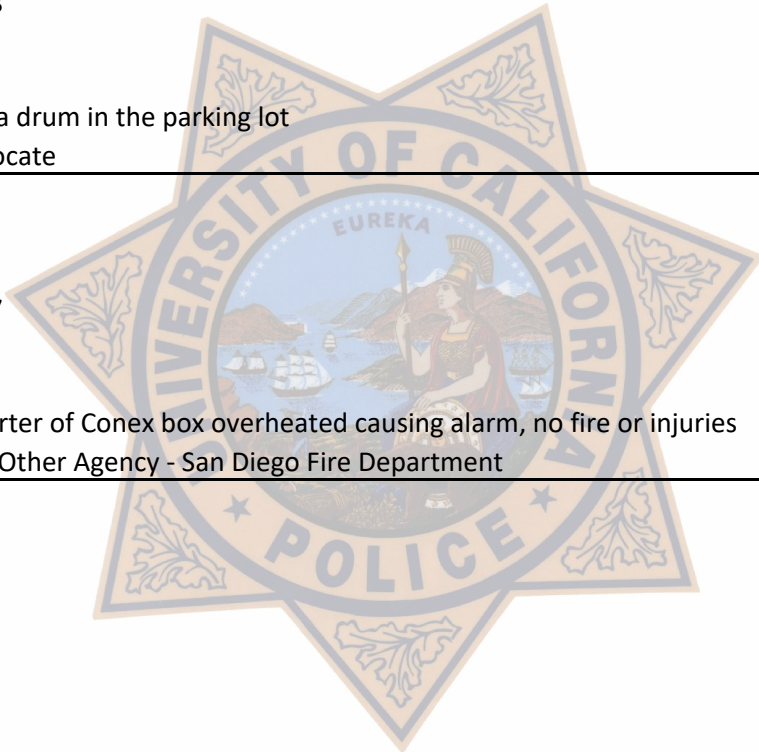 a drum in the parking lot
ocate
UNIVERSITY OF CALIFORNIA
EUREKA
rter of Conex box overheated causing alarm, no fire or injuries
Other Agency - San Diego Fire Department
POLICE